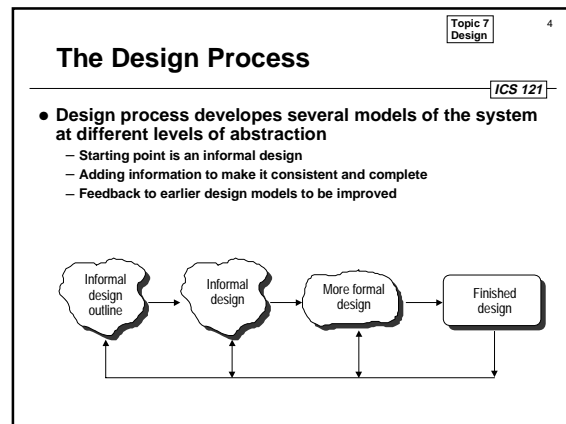 Topic 7
Design
4
The Design Process
ICS 121
● Design process developes several models of the system
at different levels of abstraction
– Starting point is an informal design
– Adding information to make it consistent and complete
– Feedback to earlier design models to be improved
Informal
design
outline
Informal
design
More formal
design
Finished
design